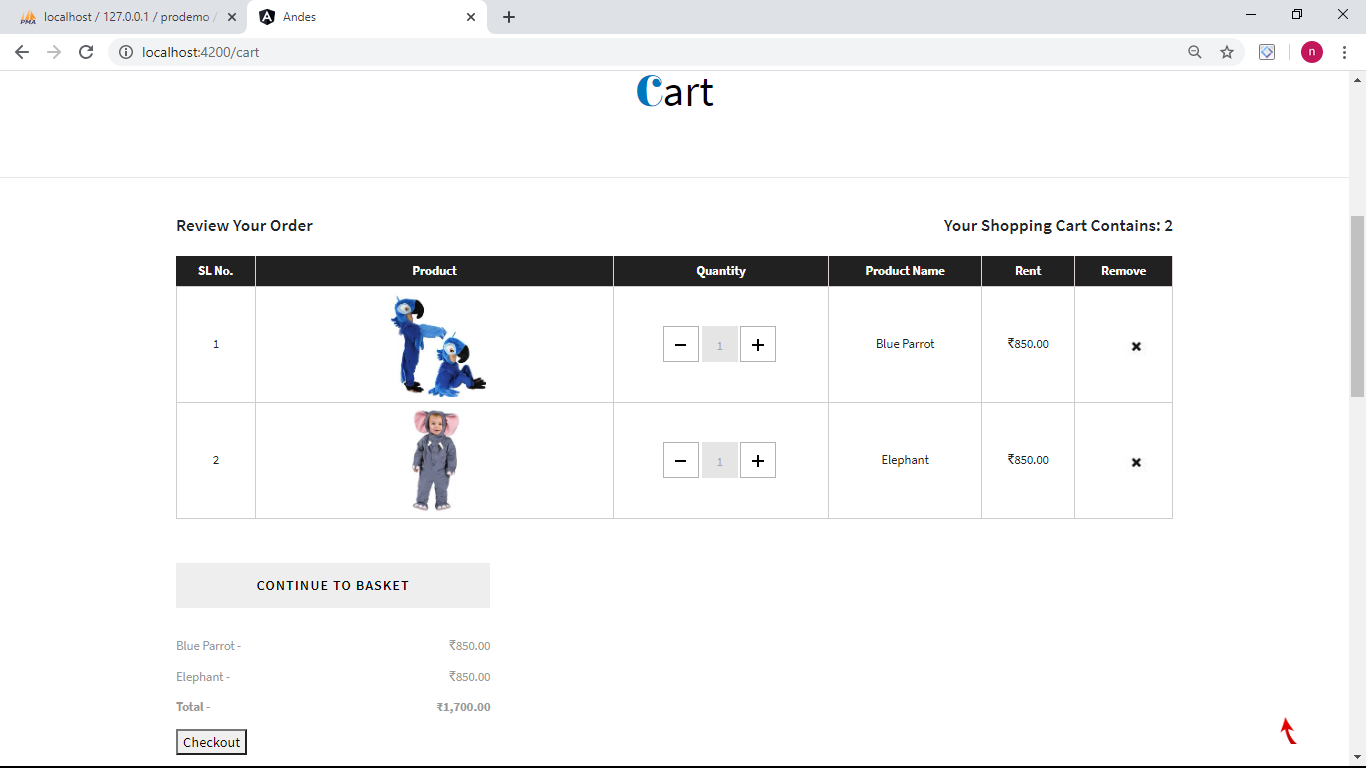 localhost / 127.0.0.1 / prodemo /
Andes
localhost:4200/cart
n
Cart
Review Your Order
Your Shopping Cart Contains: 2
SL No. Product Quantity Product Name Rent Remove
1 − 1 + Blue Parrot ₹850.00 ✖
2 − 1 + Elephant ₹850.00 ✖
CONTINUE TO BASKET
Blue Parrot - ₹850.00
Elephant - ₹850.00
Total - ₹1,700.00
Checkout